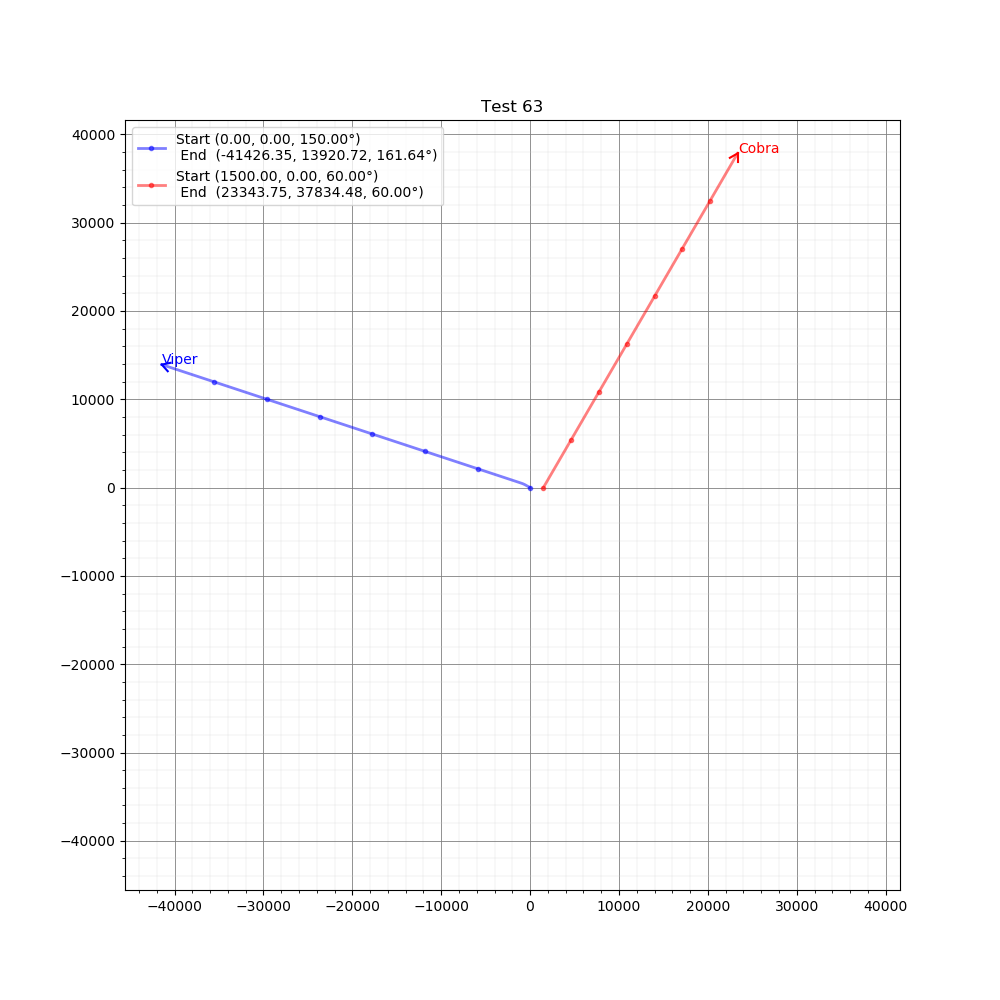 Test 63
Start (0.00, 0.00, 150.00°)
End (-41426.35, 13920.72, 161.64°)
Start (1500.00, 0.00, 60.00°)
End (23343.75, 37834.48, 60.00°)
Cobra
Viper
40000
30000
20000
10000
0
−10000
−20000
−30000
−40000
−40000 −30000 −20000 −10000 0 10000 20000 30000 40000